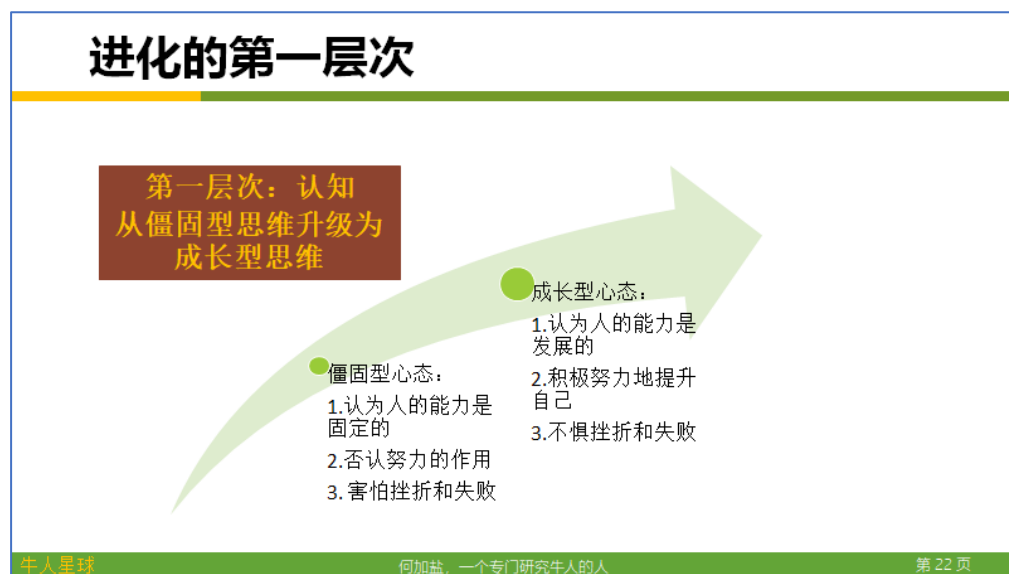 进化的第一层次
第一层次：认知
从僵固型思维升级为
成长型思维
僵固型心态：
1.认为人的能力是
固定的
2.否认努力的作用
3. 害怕挫折和失败
成长型心态：
1.认为人的能力是
发展的
2.积极努力地提升
自己
3.不惧挫折和失败
牛人星球
何加盐，一个专门研究牛人的人
第 22 页